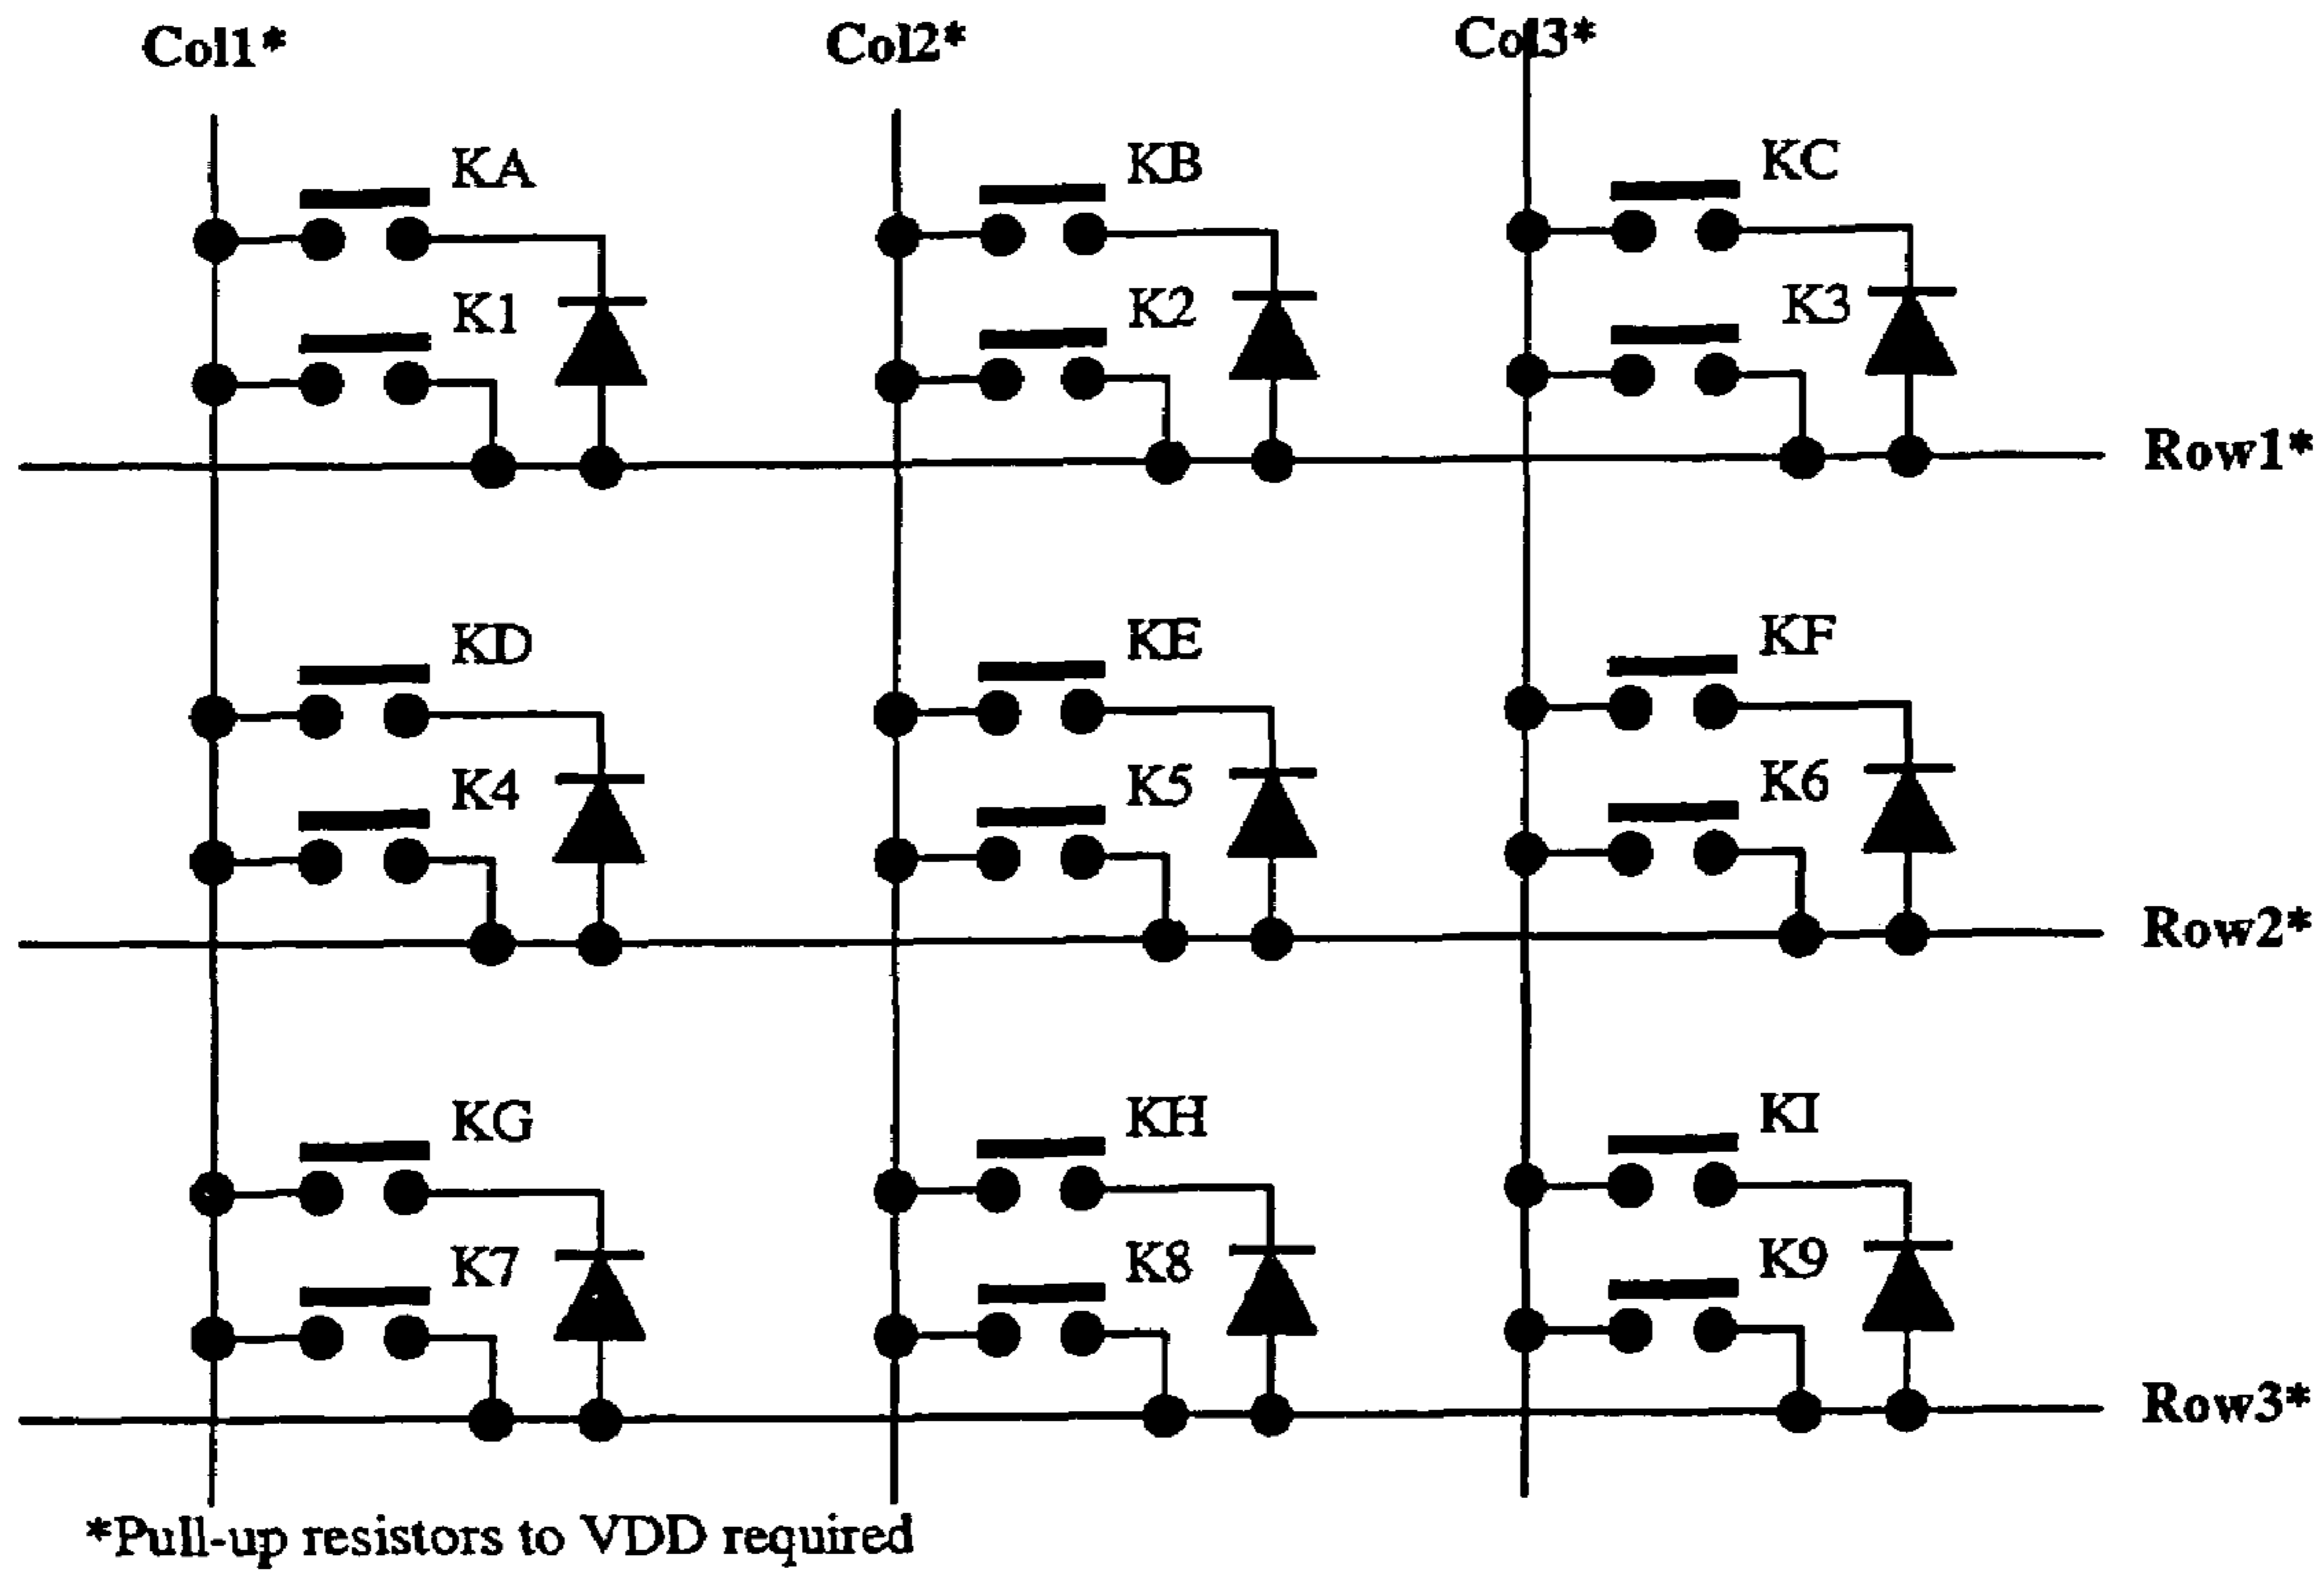 Col1*
Col2*
Col3*
KA
KB
KC
K1
K2
K3
Row1*
KD
KE
KF
K4
K5
K6
Row2*
KG
KH
KI
K7
K8
K9
Row3*
*Pull-up resistors to VDD required